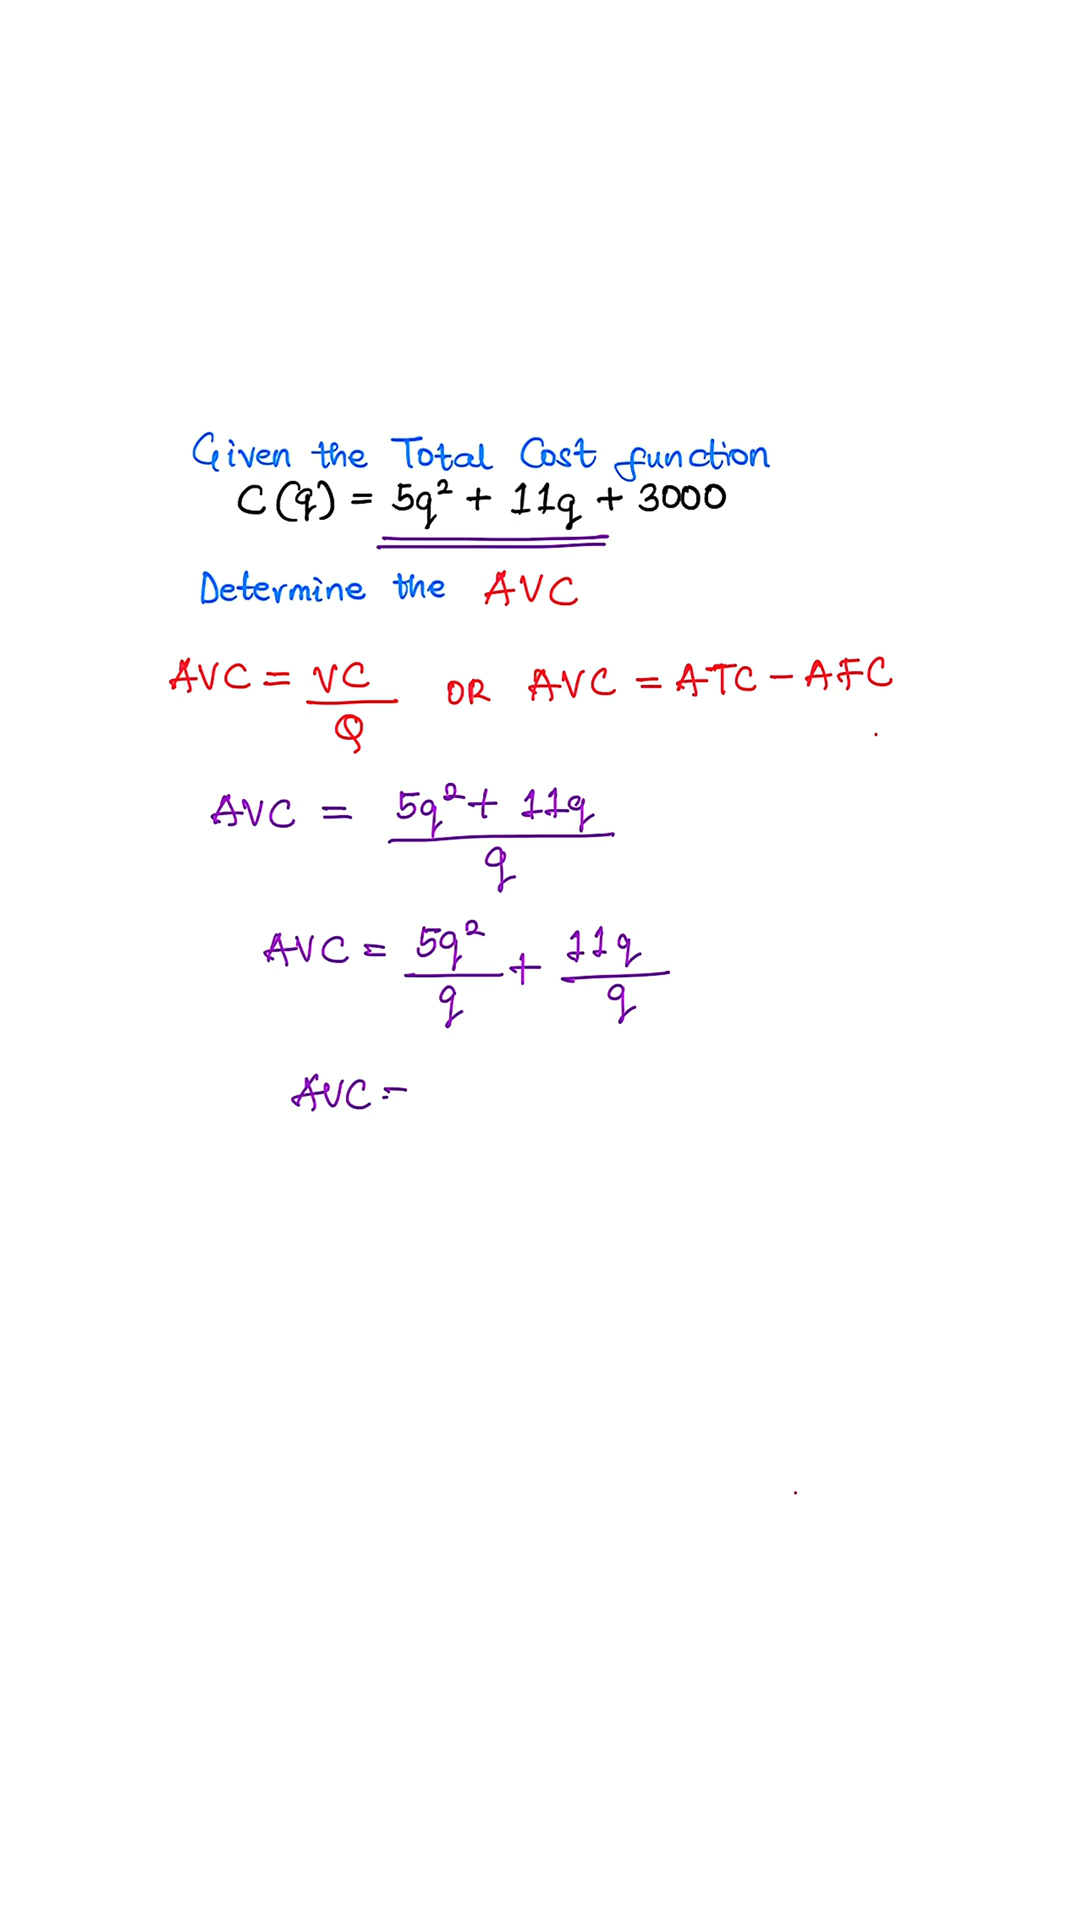 Given the Total Cost function
C(q) = 5q² + 11q + 3000
Determine the AVC
AVC = VC/Q OR AVC = ATC - AFC
AVC = 5q² + 11q / q
AVC = 5q²/q + 11q/q
AVC =